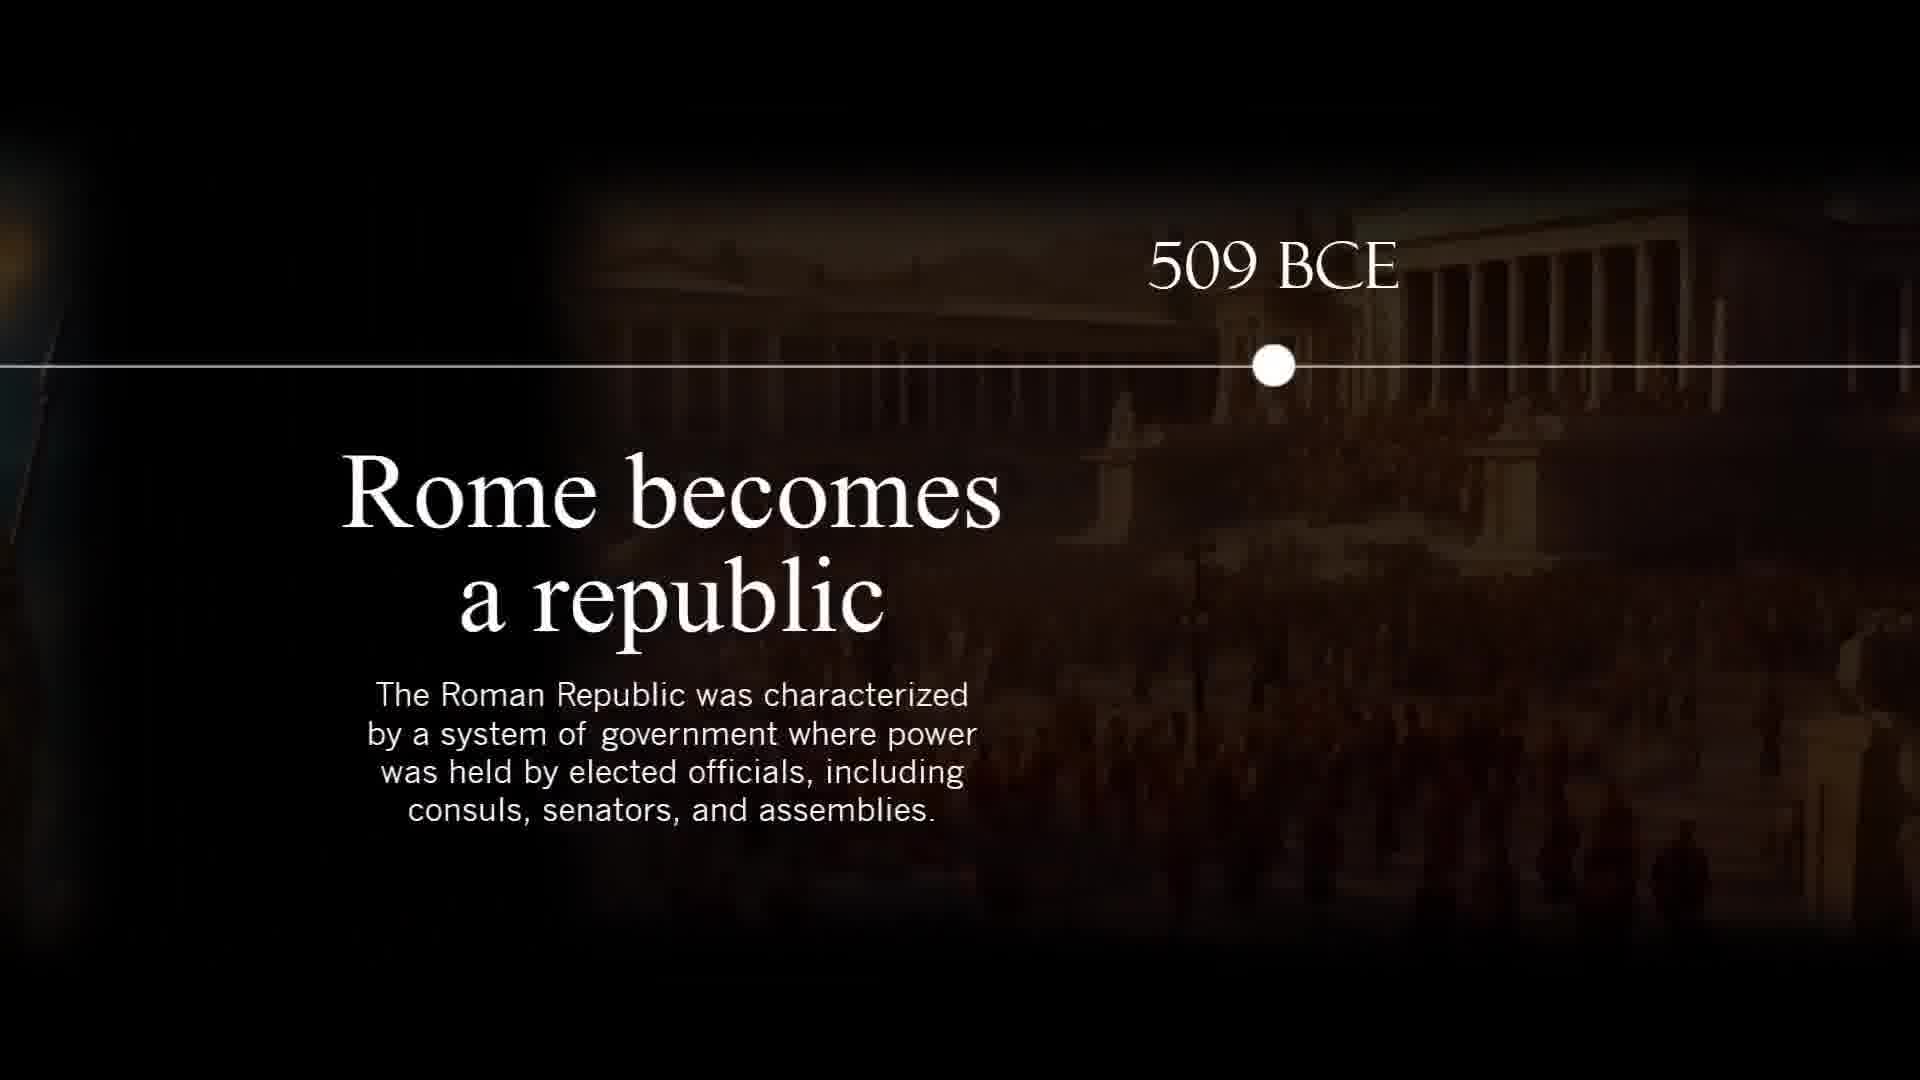 509 BCE
Rome becomes
a republic
The Roman Republic was characterized
by a system of government where power
was held by elected officials, including
consuls, senators, and assemblies.